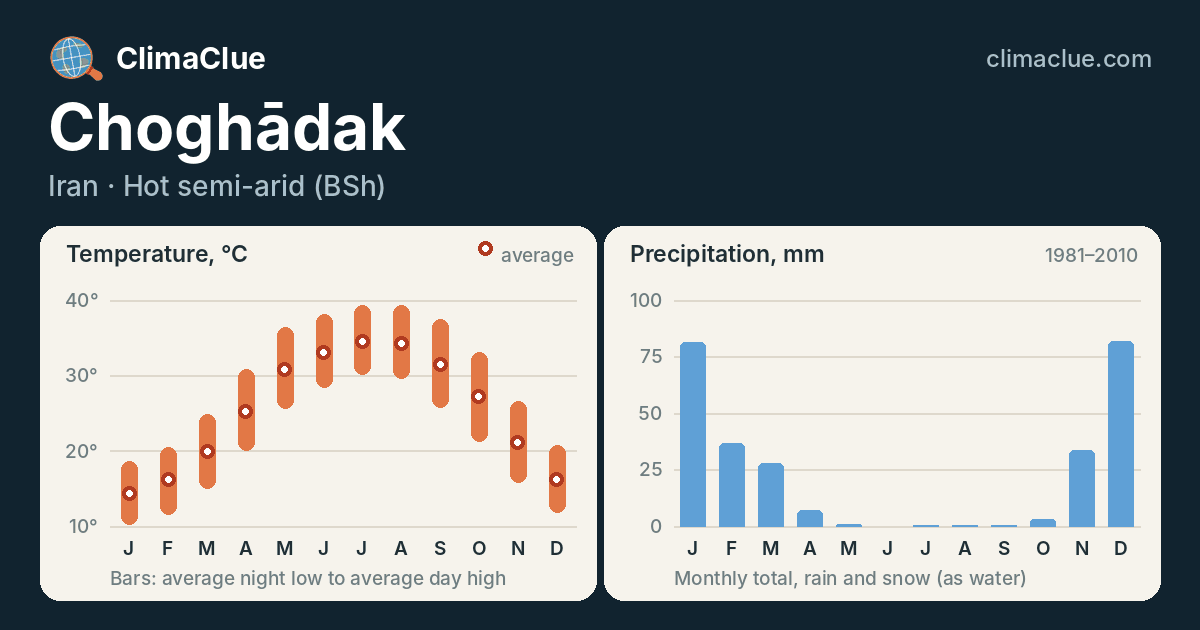 ClimaClue
climaclue.com
Choghādak
Iran · Hot semi-arid (BSh)
Temperature, °C
average
40°
30°
20°
10°
J F M A M J J A S O N D
Bars: average night low to average day high
Precipitation, mm
1981–2010
100
75
50
25
0
J F M A M J J A S O N D
Monthly total, rain and snow (as water)